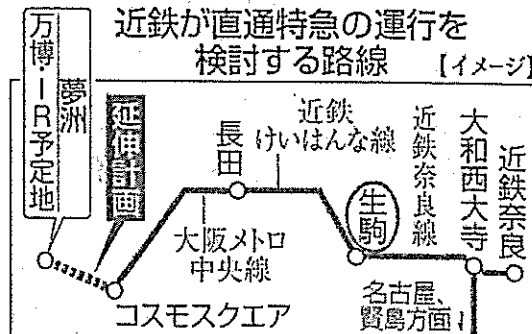 近鉄が直通特急の運行を
検討する路線 【イメージ】
万博・IR予定地
夢洲
延伸計画
長田
近鉄
けいはんな線
近鉄奈良線
大和西大寺
近鉄奈良
生駒
大阪メトロ
中央線
コスモスクエア
名古屋、
賢島方面